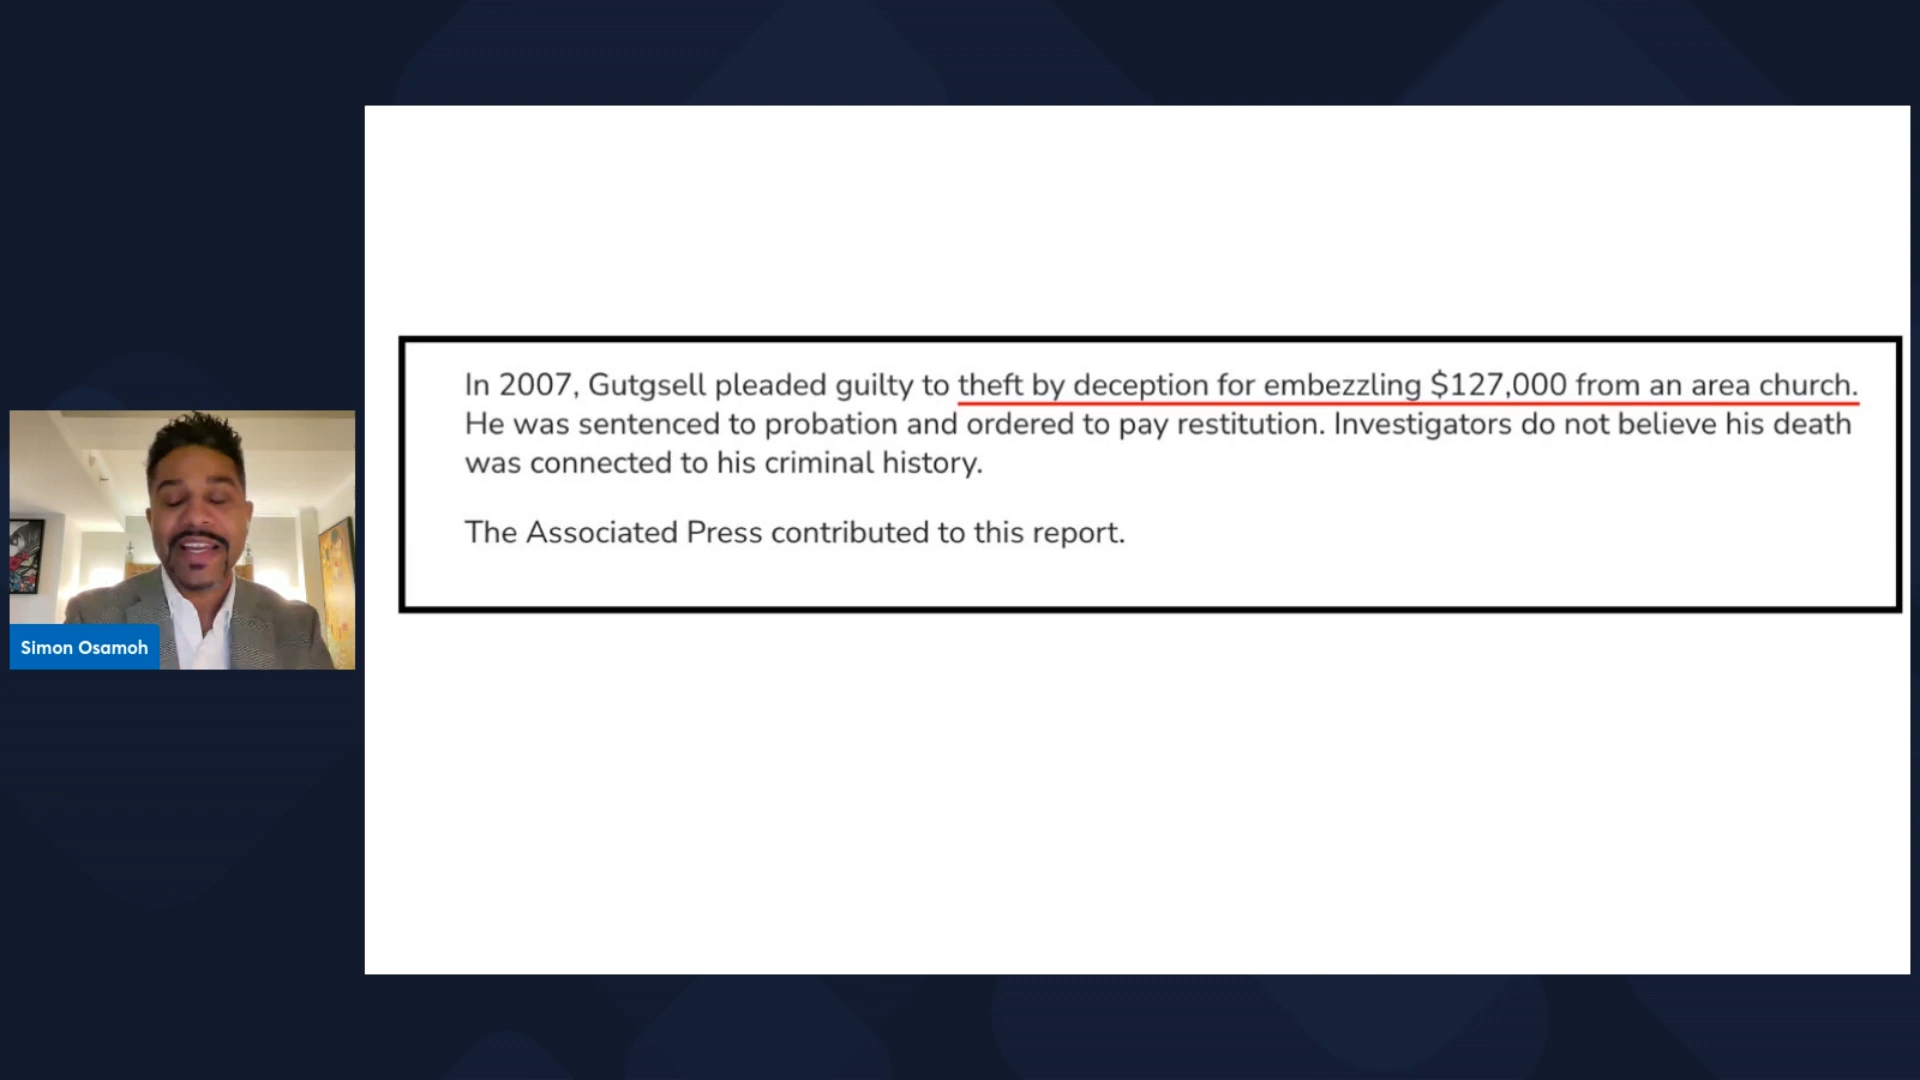 In 2007, Gutgsell pleaded guilty to theft by deception for embezzling $127,000 from an area church.
He was sentenced to probation and ordered to pay restitution. Investigators do not believe his death
was connected to his criminal history.
The Associated Press contributed to this report.
Simon Osamoh